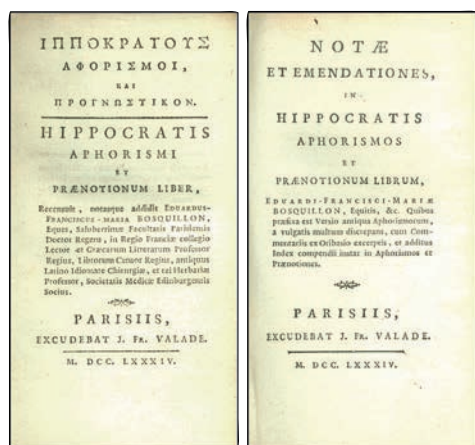 ΙΠΠΟΚΡΑΤΟΥΣ
ΑΦΟΡΙΣΜΟΙ,
ΚΑΙ
ΠΡΟΓΝΩΣΤΙΚΟΝ.
HIPPOCRATIS
APHORISMI
ET
PRÆNOTIONUM LIBER,
Recensuit, notasque addidit EDUARDUS-
FRANCISCUS-MARIA BOSQUILLON,
Eques, Saluberrimæ Facultatis Parisiensis
Doctor Regens, in Regio Franciæ collegio
Lector et Græcarum Litterarum Professor
Regius, Librorum Censor Regius, antiquus
Latino Idiomate Chirurgiæ, et rei Herbariæ
Professor, Societatis Medicæ Edinburgensis
Socius.
PARISIIS,
EXCUDEBAT J. FR. VALADE.
M. DCC. LXXXIV.
NOTÆ
ET EMENDATIONES,
IN
HIPPOCRATIS
APHORISMOS
ET
PRÆNOTIONUM LIBRUM,
EDUARDI-FRANCISCI-MARIÆ
BOSQUILLON, Equitis, &c. Quibus
præfixa est Versio antiqua Aphorismorum,
a vulgatis multum discrepans, cum Com-
mentariis ex Oribasio excerptis, et additus
Index compendii instar in Aphorismos et
Prænotiones.
PARISIIS,
EXCUDEBAT J. FR. VALADE.
M. DCC. LXXXIV.